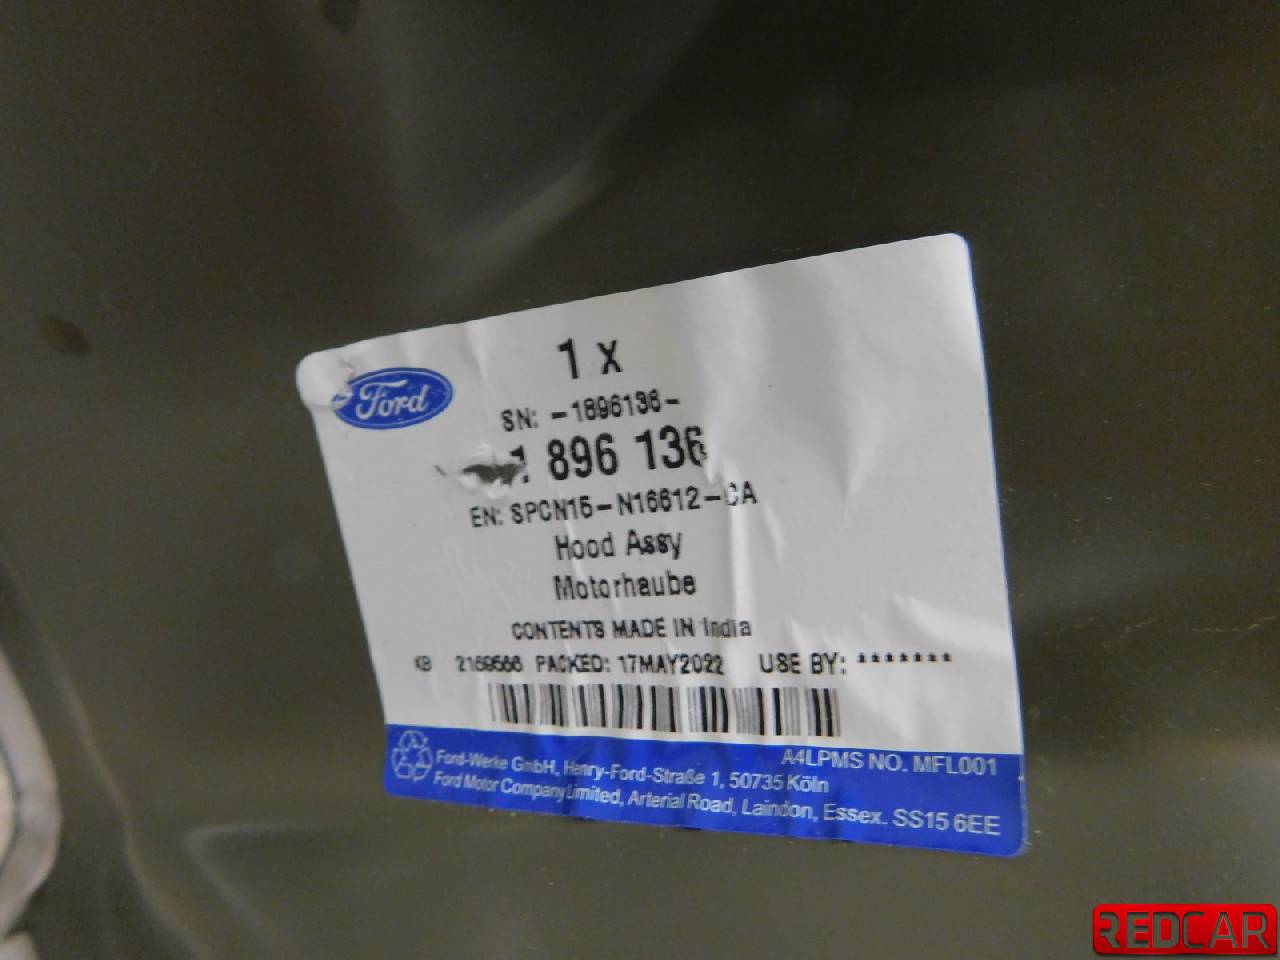 Ford
1 x
SN: -1896136-
1 896 136
EN: SPCN15-N16612-CA
Hood Assy
Motorhaube
CONTENTS MADE IN India
KB 2169566 PACKED: 17MAY2022 USE BY: *******
A4LPMS NO. MFL001
Ford-Werke GmbH, Henry-Ford-Straße 1, 50735 Köln
Ford Motor Company Limited, Arterial Road, Laindon, Essex. SS15 6EE
REDCAR